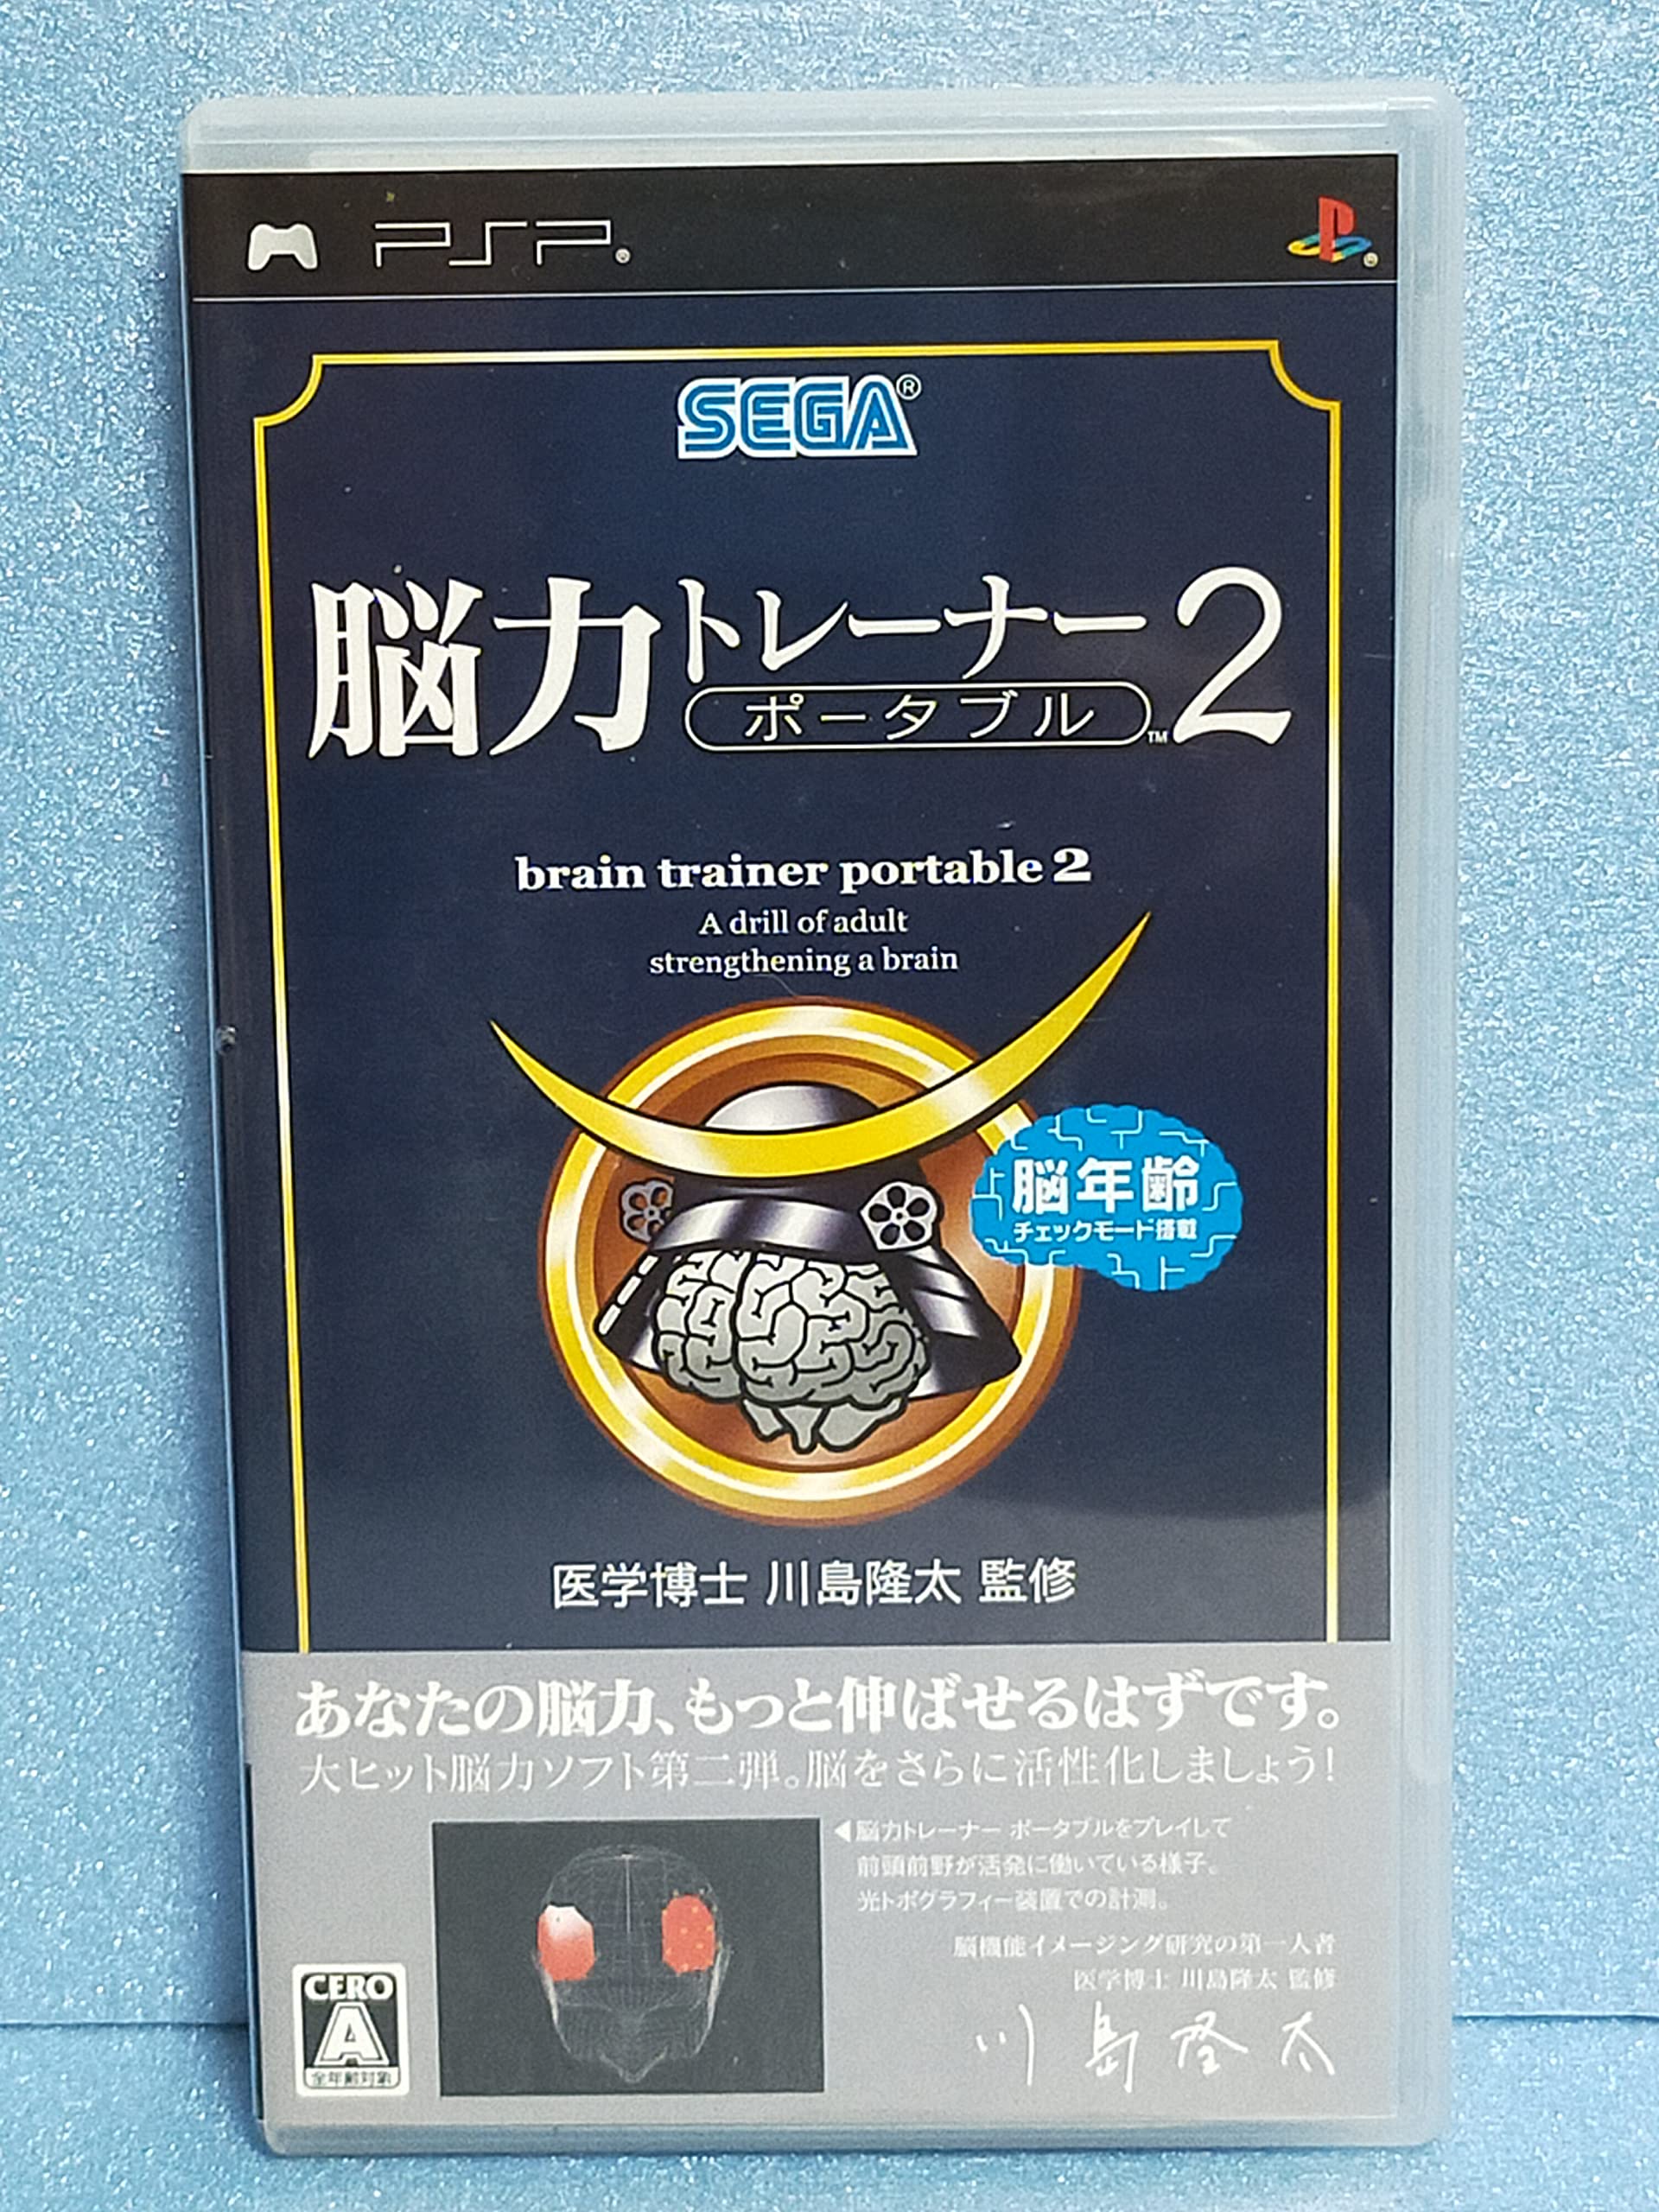 PSP®
SEGA®
脳力トレーナー2
ポータブル™
brain trainer portable 2
A drill of adult
strengthening a brain
脳年齢
チェックモード搭載
医学博士 川島隆太 監修
あなたの脳力、もっと伸ばせるはずです。
大ヒット脳力ソフト第二弾。脳をさらに活性化しましょう!
◀脳力トレーナー ポータブルをプレイして
前頭前野が活発に働いている様子。
光トポグラフィー装置での計測。
脳機能イメージング研究の第一人者
医学博士 川島隆太 監修
川島隆太
CERO
A
全年齢対象